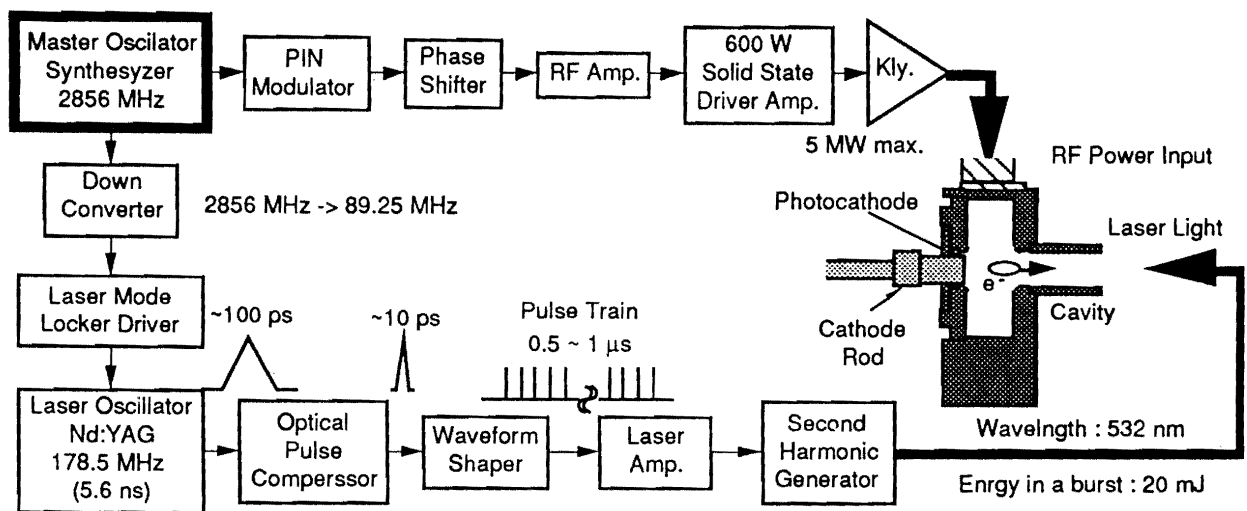 Master Oscilator
Synthesyzer
2856 MHz
PIN
Modulator
Phase
Shifter
RF Amp.
600 W
Solid State
Driver Amp.
Kly.
5 MW max.
RF Power Input
Down
Converter
2856 MHz -> 89.25 MHz
Photocathode
Laser Light
e-
Laser Mode
Locker Driver
~100 ps
~10 ps
Pulse Train
0.5 ~ 1 μs
Cathode
Rod
Cavity
Laser Oscillator
Nd:YAG
178.5 MHz
(5.6 ns)
Optical
Pulse
Comperssor
Waveform
Shaper
Laser
Amp.
Second
Harmonic
Generator
Wavelngth : 532 nm
Enrgy in a burst : 20 mJ